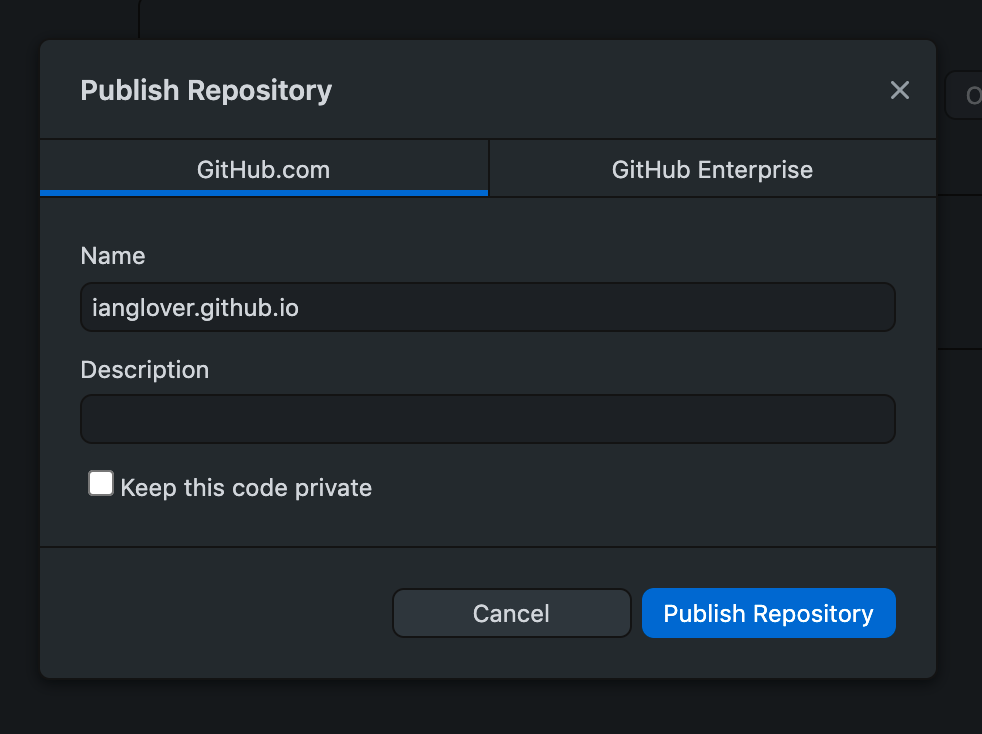 Publish Repository
GitHub.com
GitHub Enterprise
Name
ianglover.github.io
Description
Keep this code private
Cancel
Publish Repository